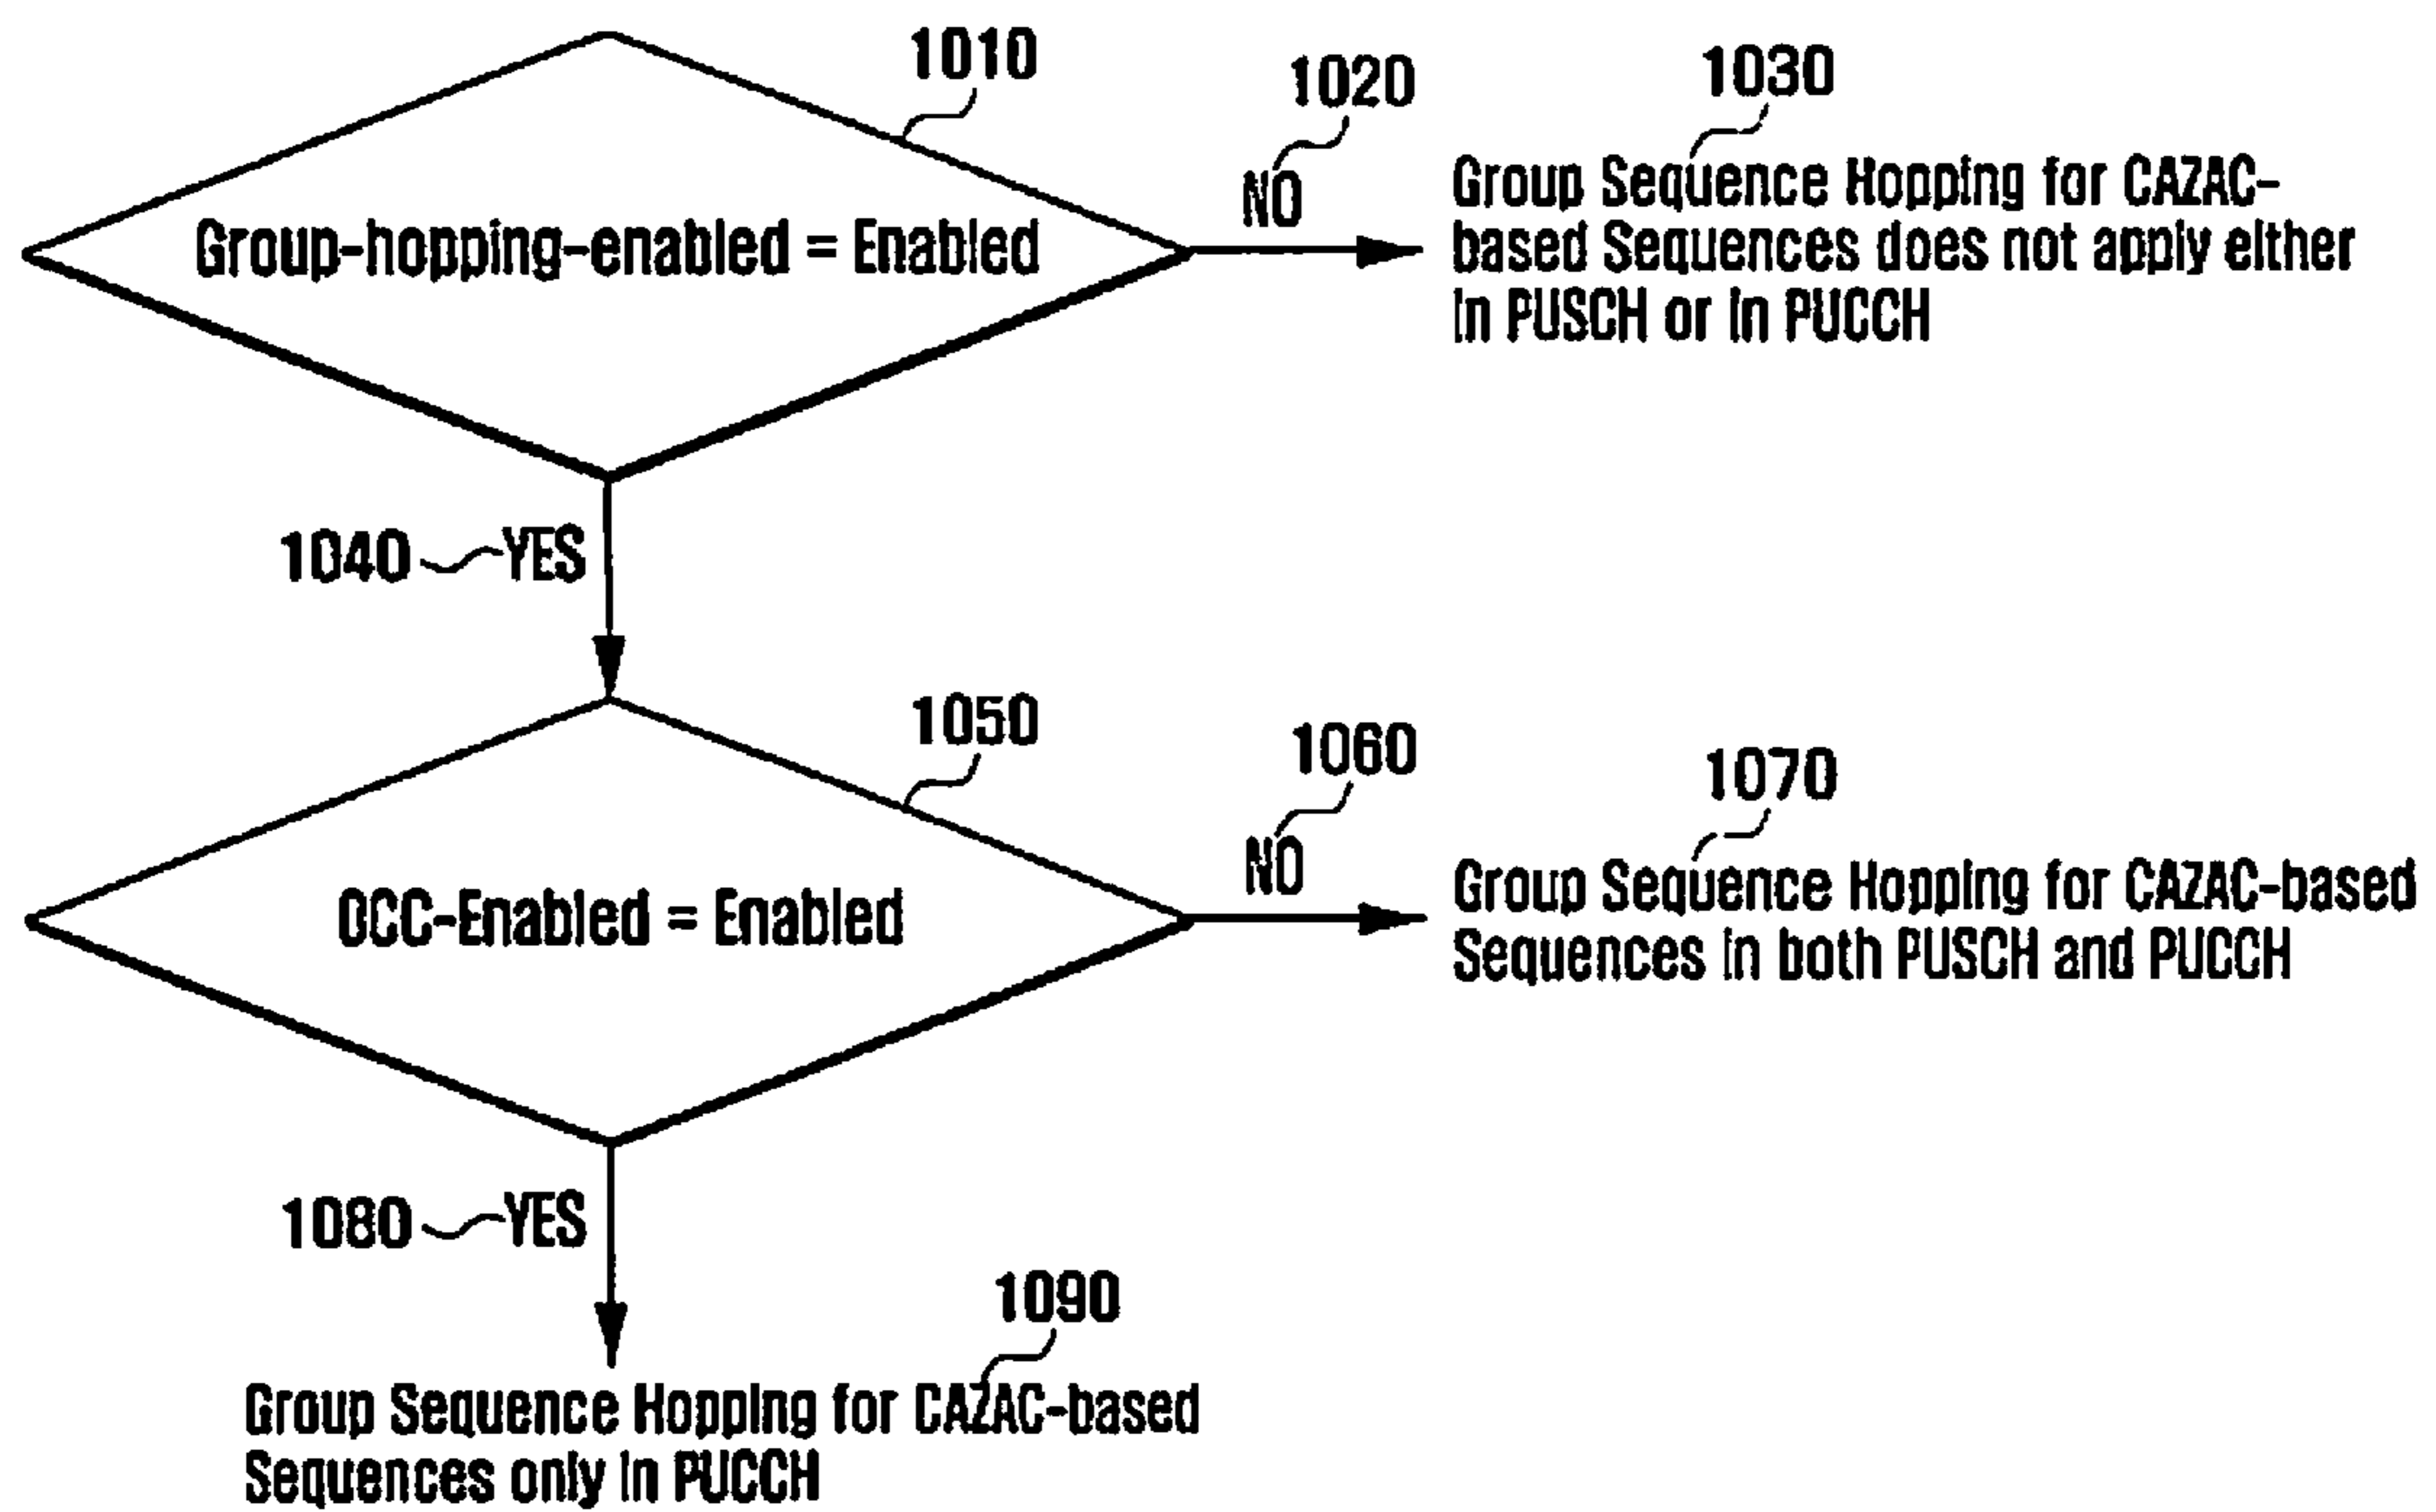 1010
1020
1030
NO
Group Sequence Hopping for CAZAC-
based Sequences does not apply either
in PUSCH or in PUCCH
Group-hopping-enabled = Enabled
1040
YES
1050
1060
1070
NO
Group Sequence Hopping for CAZAC-based
Sequences in both PUSCH and PUCCH
OCC-Enabled = Enabled
1080
YES
1090
Group Sequence Hopping for CAZAC-based
Sequences only in PUCCH